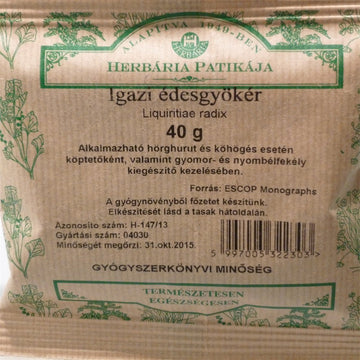 ALAPÍTVA 1949-BEN
HERBÁRIA
HERBÁRIA PATIKÁJA
Igazi édesgyökér
Liquiritiae radix
40 g
Alkalmazható hörghurut és köhögés esetén
köptetőként, valamint gyomor- és nyombélfekély
kiegészítő kezelésében.
Forrás: ESCOP Monographs
A gyógynövényből főzetet készítünk.
Elkészítését lásd a tasak hátoldalán.
Azonosító szám: H-147/13
Gyártási szám: 04030
Minőségét megőrzi: 31.okt.2015.
5 997005 322303 >
GYÓGYSZERKÖNYVI MINŐSÉG
TERMÉSZETESEN
EGÉSZSÉGESEN